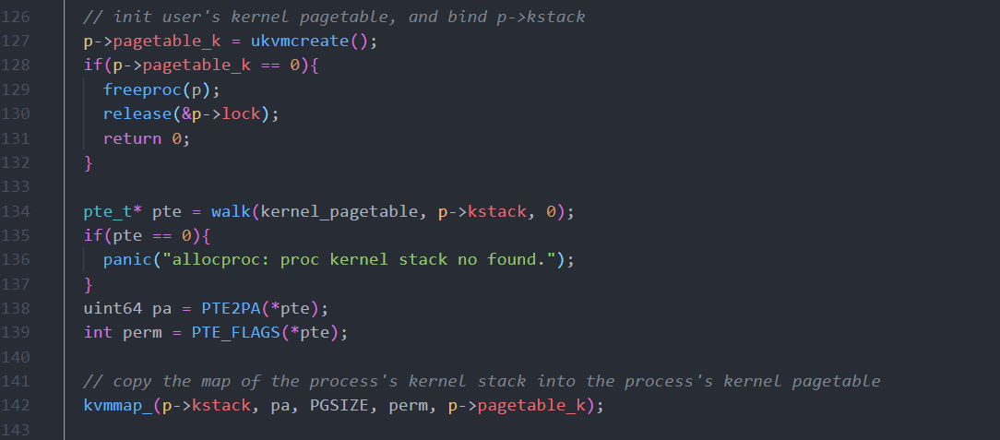 126 // init user's kernel pagetable, and bind p->kstack
127 p->pagetable_k = ukvmcreate();
128 if(p->pagetable_k == 0){
129 freeproc(p);
130 release(&p->lock);
131 return 0;
132 }
133
134 pte_t* pte = walk(kernel_pagetable, p->kstack, 0);
135 if(pte == 0){
136 panic("allocproc: proc kernel stack no found.");
137 }
138 uint64 pa = PTE2PA(*pte);
139 int perm = PTE_FLAGS(*pte);
140
141 // copy the map of the process's kernel stack into the process's kernel pagetable
142 kvmmap_(p->kstack, pa, PGSIZE, perm, p->pagetable_k);
143